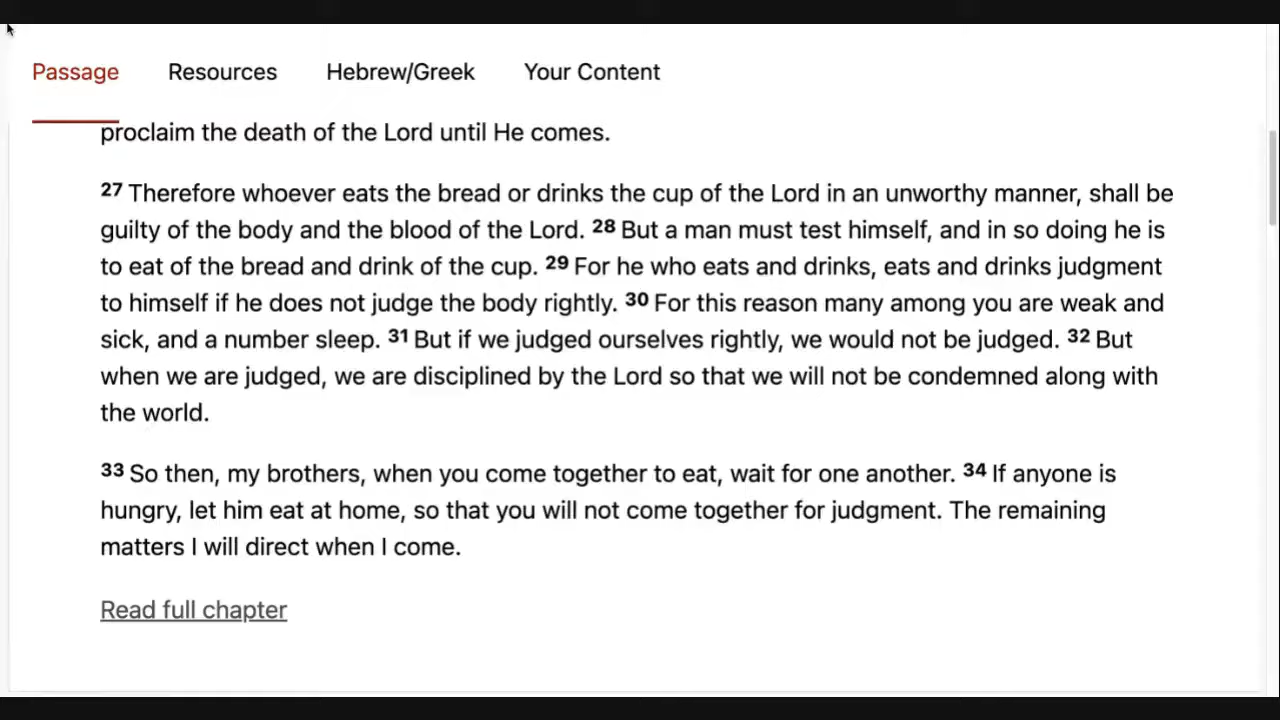 Passage Resources Hebrew/Greek Your Content
proclaim the death of the Lord until He comes.
27 Therefore whoever eats the bread or drinks the cup of the Lord in an unworthy manner, shall be
guilty of the body and the blood of the Lord. 28 But a man must test himself, and in so doing he is
to eat of the bread and drink of the cup. 29 For he who eats and drinks, eats and drinks judgment
to himself if he does not judge the body rightly. 30 For this reason many among you are weak and
sick, and a number sleep. 31 But if we judged ourselves rightly, we would not be judged. 32 But
when we are judged, we are disciplined by the Lord so that we will not be condemned along with
the world.
33 So then, my brothers, when you come together to eat, wait for one another. 34 If anyone is
hungry, let him eat at home, so that you will not come together for judgment. The remaining
matters I will direct when I come.
Read full chapter